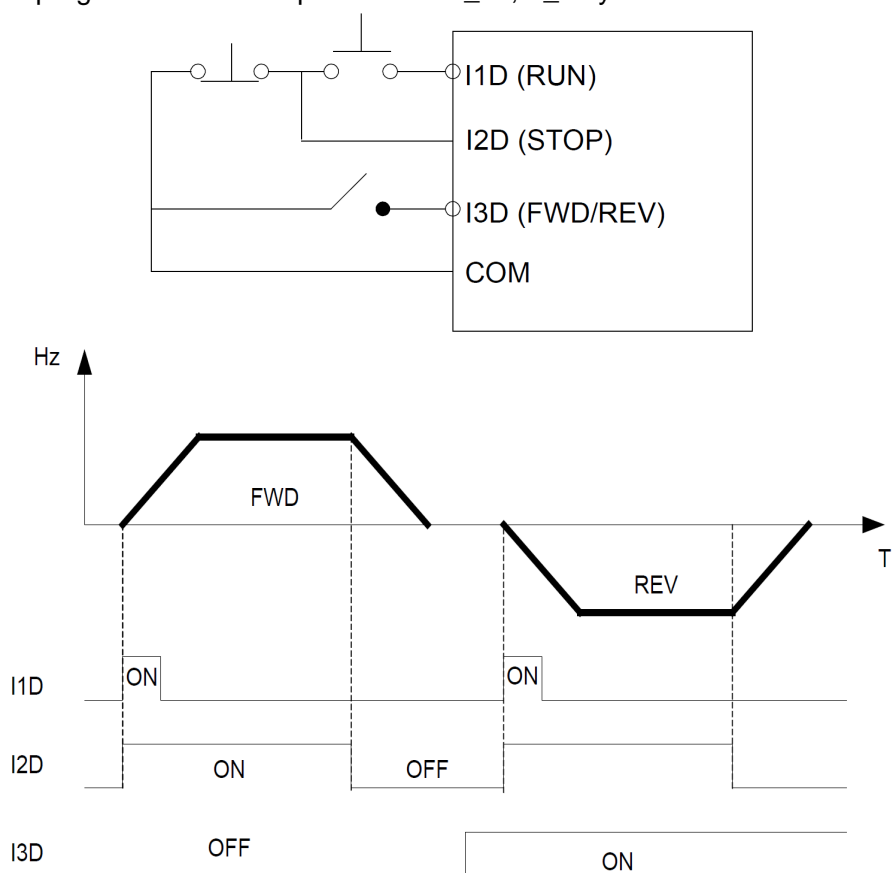 I1D (RUN)
I2D (STOP)
I3D (FWD/REV)
COM
Hz
FWD
T
REV
I1D
ON
ON
I2D
ON
OFF
I3D
OFF
ON